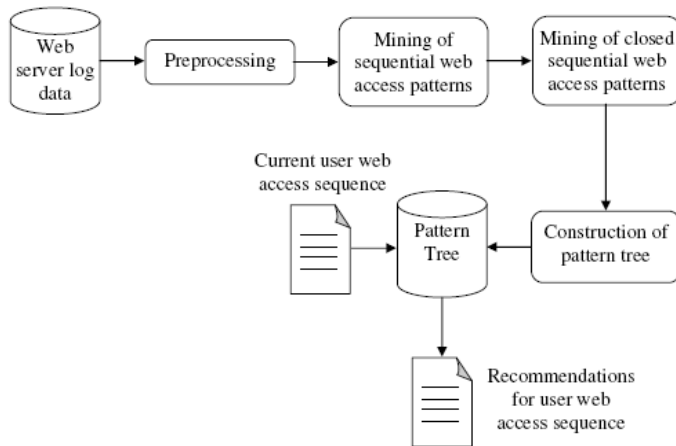 Web
server log
data
Preprocessing
Mining of
sequential web
access patterns
Mining of closed
sequential web
access patterns
Current user web
access sequence
Pattern
Tree
Construction of
pattern tree
Recommendations
for user web
access sequence